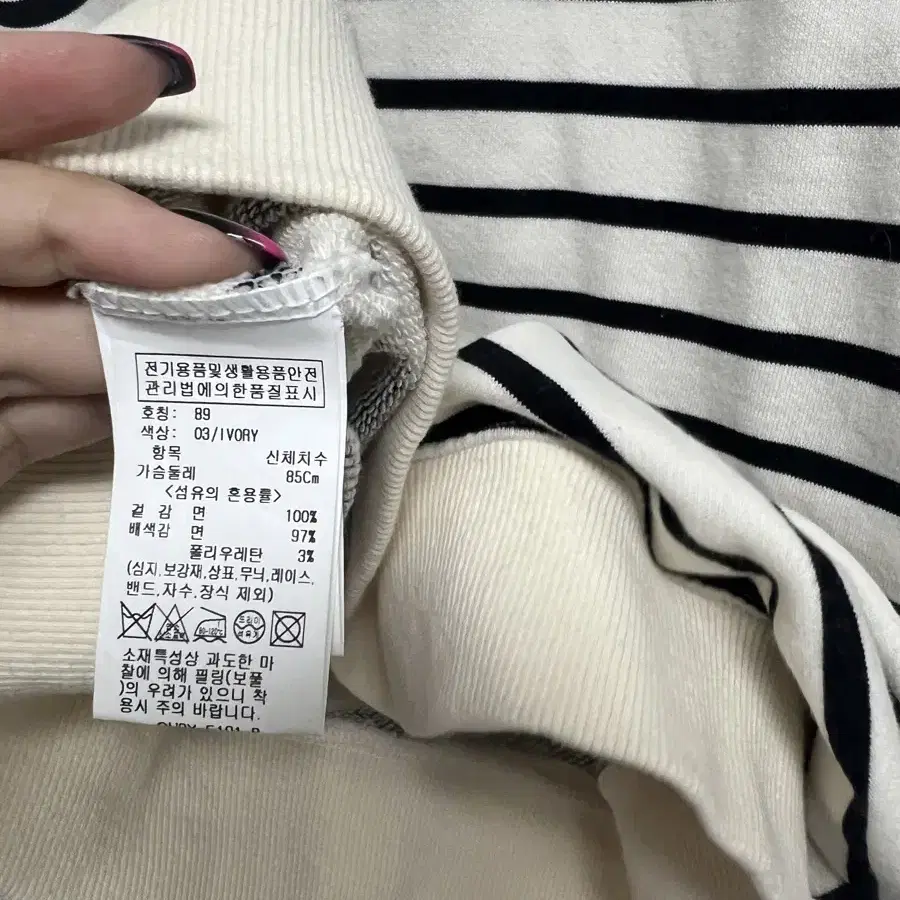 전기용품및생활용품안전
관리법에의한품질표시
호칭: 89
색상: 03/IVORY
항목 신체치수
가슴둘레 85Cm
<섬유의 혼용률>
겉 감 면 100%
배색감 면 97%
폴리우레탄 3%
(심지,보강재,상표,무늬,레이스,
밴드,자수,장식 제외)
80~120℃
소재특성상 과도한 마
찰에 의해 필링(보풀
)의 우려가 있으니 착
용시 주의 바랍니다.